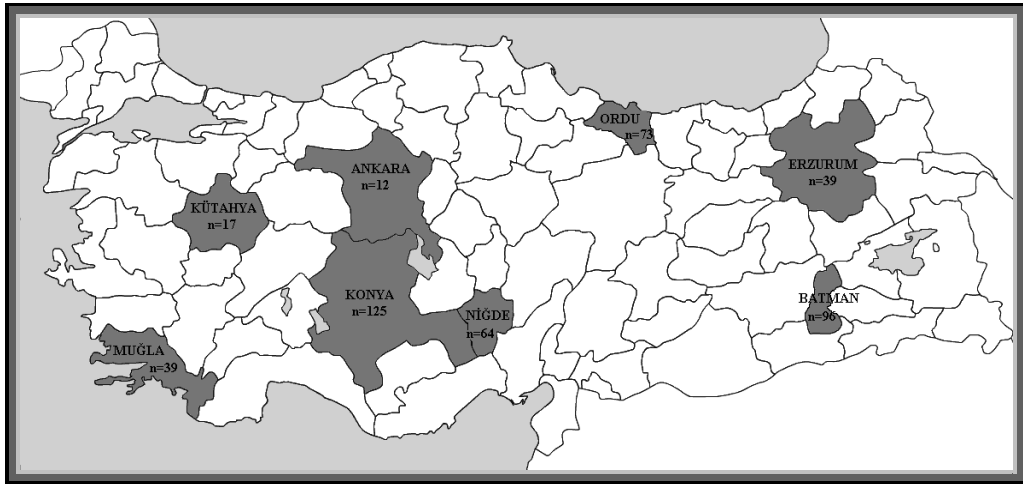 ORDU
n=73
ANKARA
n=12
ERZURUM
n=39
KÜTAHYA
n=17
KONYA
n=125
BATMAN
n=96
NİĞDE
n=64
MUĞLA
n=39